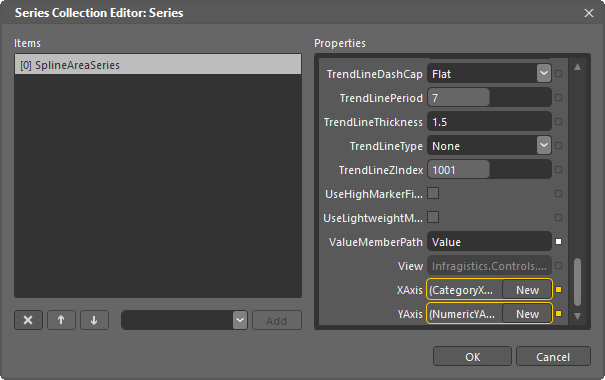 Series Collection Editor: Series
Items
[0] SplineAreaSeries
Add
Properties
TrendLineDashCap Flat
TrendLinePeriod 7
TrendLineThickness 1.5
TrendLineType None
TrendLineZIndex 1001
UseHighMarkerFi...
UseLightweightM...
ValueMemberPath Value
View Infragistics.Controls....
XAxis (CategoryX... New
YAxis (NumericYA... New
OK Cancel